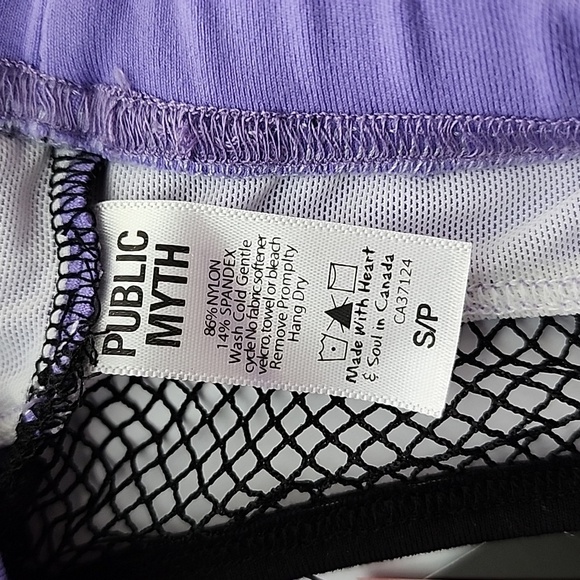 PUBLIC
MYTH
86% NYLON
14% SPANDEX
Wash Cold Gentle
cycle No fabric softener
velcro, towel or bleach
Remove Promplty
Hang Dry
Made With Heart
& Soul in Canada
CA37124
S/P